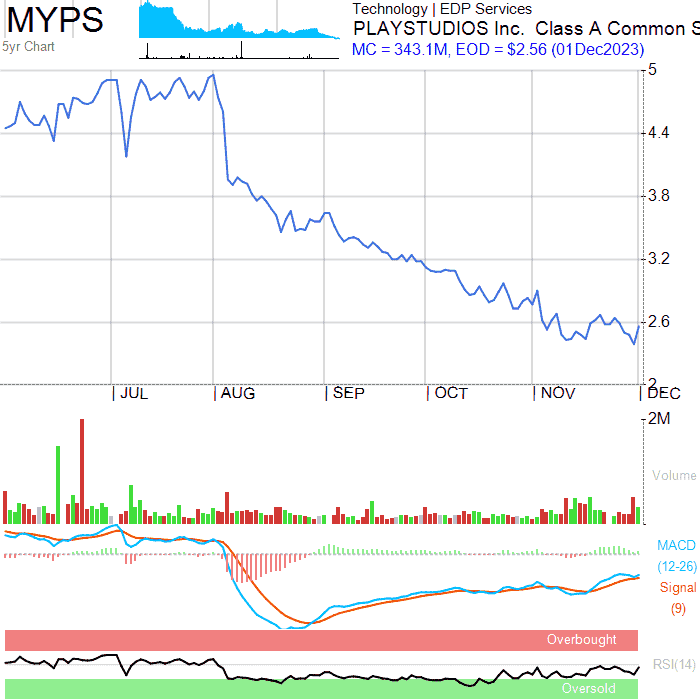 MYPS
5yr Chart
Technology | EDP Services
PLAYSTUDIOS Inc. Class A Common S
MC = 343.1M, EOD = $2.56 (01Dec2023)
5
4.4
3.8
3.2
2.6
2
JUL AUG SEP OCT NOV DEC
2M
Volume
MACD
(12-26)
Signal
(9)
Overbought
RSI(14)
Oversold